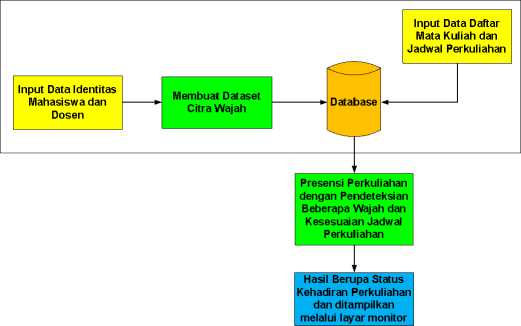 Input Data Daftar
Mata Kuliah dan
Jadwal Perkuliahan
Input Data Identitas
Mahasiswa dan
Dosen
Membuat Dataset
Citra Wajah
Database
Presensi Perkuliahan
dengan Pendeteksian
Beberapa Wajah dan
Kesesuaian Jadwal
Perkuliahan
Hasil Berupa Status
Kehadiran Perkuliahan
dan ditampilkan
melalui layar monitor